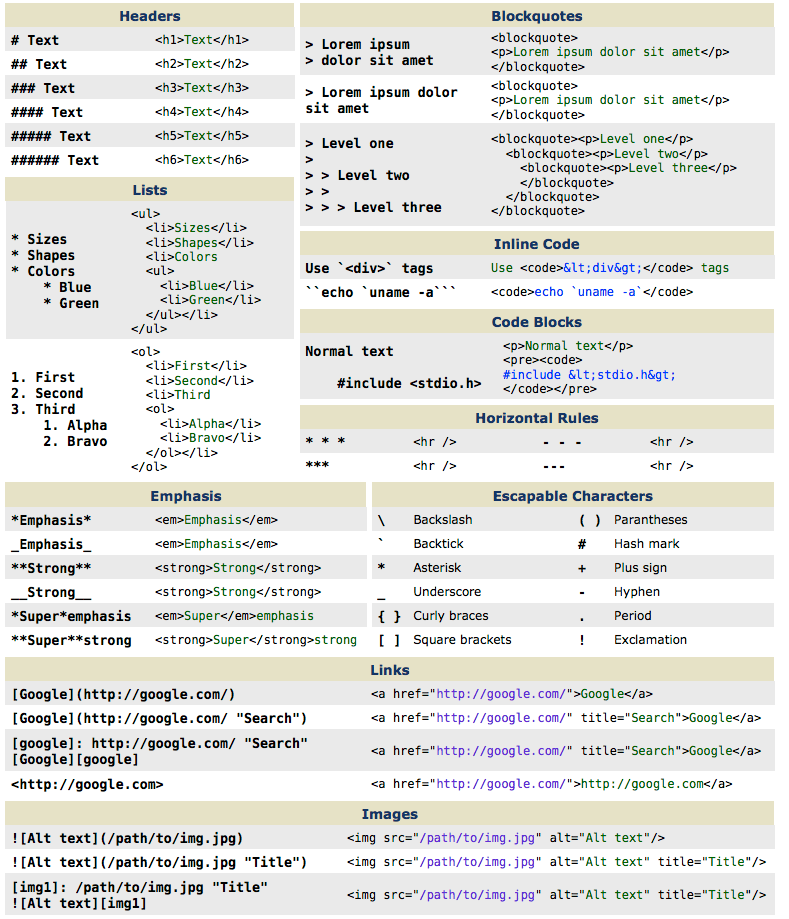 Headers
# Text <h1>Text</h1>
## Text <h2>Text</h2>
### Text <h3>Text</h3>
#### Text <h4>Text</h4>
##### Text <h5>Text</h5>
###### Text <h6>Text</h6>
Lists
* Sizes
* Shapes
* Colors
    * Blue
    * Green
<ul>
  <li>Sizes</li>
  <li>Shapes</li>
  <li>Colors
  <ul>
    <li>Blue</li>
    <li>Green</li>
  </ul></li>
</ul>
1. First
2. Second
3. Third
    1. Alpha
    2. Bravo
<ol>
  <li>First</li>
  <li>Second</li>
  <li>Third
  <ol>
    <li>Alpha</li>
    <li>Bravo</li>
  </ol></li>
</ol>
Blockquotes
> Lorem ipsum
> dolor sit amet
<blockquote>
<p>Lorem ipsum dolor sit amet</p>
</blockquote>
> Lorem ipsum dolor
sit amet
<blockquote>
<p>Lorem ipsum dolor sit amet</p>
</blockquote>
> Level one
>
> > Level two
> >
> > > Level three
<blockquote><p>Level one</p>
  <blockquote><p>Level two</p>
    <blockquote><p>Level three</p>
    </blockquote>
  </blockquote>
</blockquote>
Inline Code
Use `<div>` tags Use <code>&lt;div&gt;</code> tags
``echo `uname -a``` <code>echo `uname -a`</code>
Code Blocks
Normal text

    #include <stdio.h>
<p>Normal text</p>
<pre><code>
#include &lt;stdio.h&gt;
</code></pre>
Horizontal Rules
* * * <hr /> - - - <hr />
*** <hr /> --- <hr />
Emphasis
*Emphasis* <em>Emphasis</em>
_Emphasis_ <em>Emphasis</em>
**Strong** <strong>Strong</strong>
__Strong__ <strong>Strong</strong>
*Super*emphasis <em>Super</em>emphasis
**Super**strong <strong>Super</strong>strong
Escapable Characters
\ Backslash ( ) Parantheses
` Backtick # Hash mark
* Asterisk + Plus sign
_ Underscore - Hyphen
{ } Curly braces . Period
[ ] Square brackets ! Exclamation
Links
[Google](http://google.com/) <a href="http://google.com/">Google</a>
[Google](http://google.com/ "Search") <a href="http://google.com/" title="Search">Google</a>
[google]: http://google.com/ "Search"
[Google][google]
<a href="http://google.com/" title="Search">Google</a>
<http://google.com> <a href="http://google.com/">http://google.com</a>
Images
![Alt text](/path/to/img.jpg) <img src="/path/to/img.jpg" alt="Alt text"/>
![Alt text](/path/to/img.jpg "Title") <img src="/path/to/img.jpg" alt="Alt text" title="Title"/>
[img1]: /path/to/img.jpg "Title"
![Alt text][img1]
<img src="/path/to/img.jpg" alt="Alt text" title="Title"/>